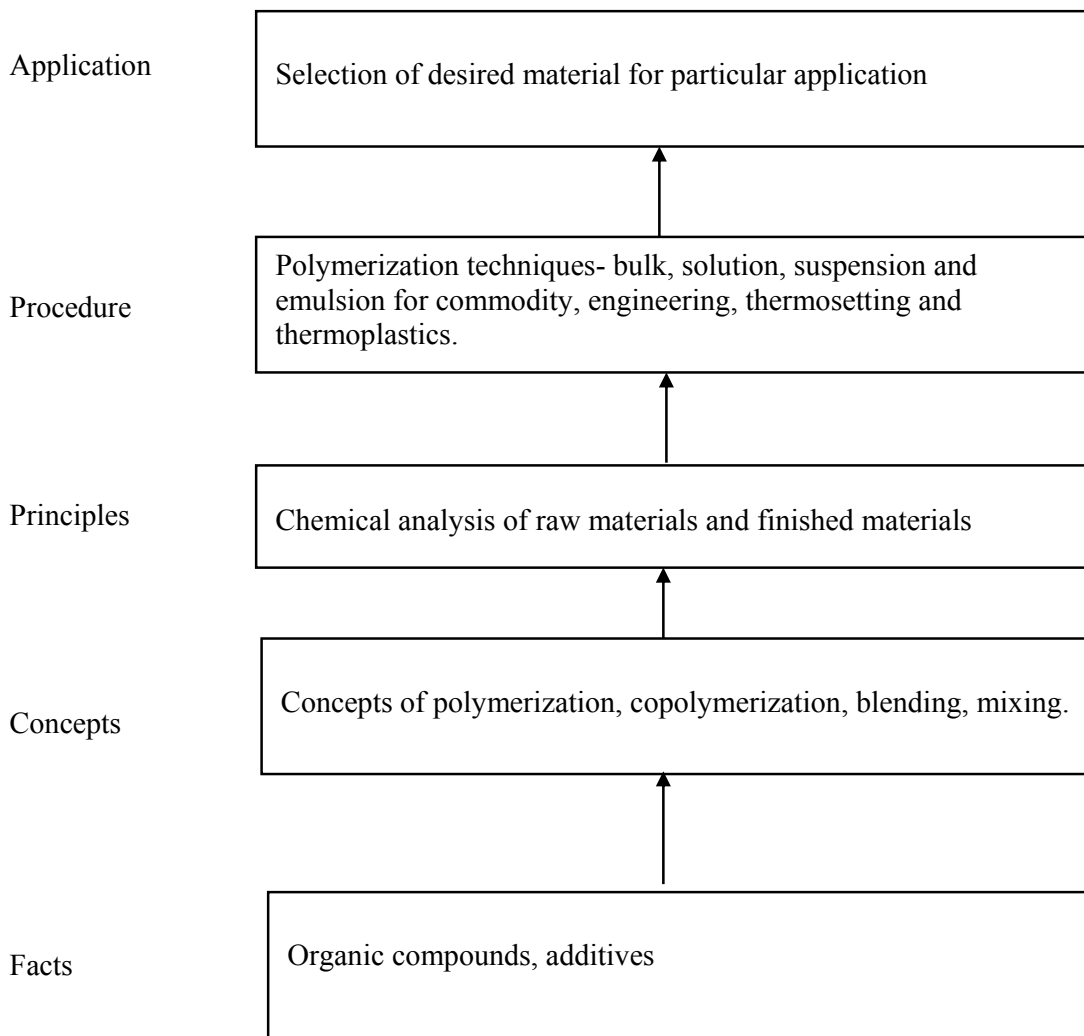 Application
Selection of desired material for particular application
Procedure
Polymerization techniques- bulk, solution, suspension and
emulsion for commodity, engineering, thermosetting and
thermoplastics.
Principles
Chemical analysis of raw materials and finished materials
Concepts
Concepts of polymerization, copolymerization, blending, mixing.
Facts
Organic compounds, additives